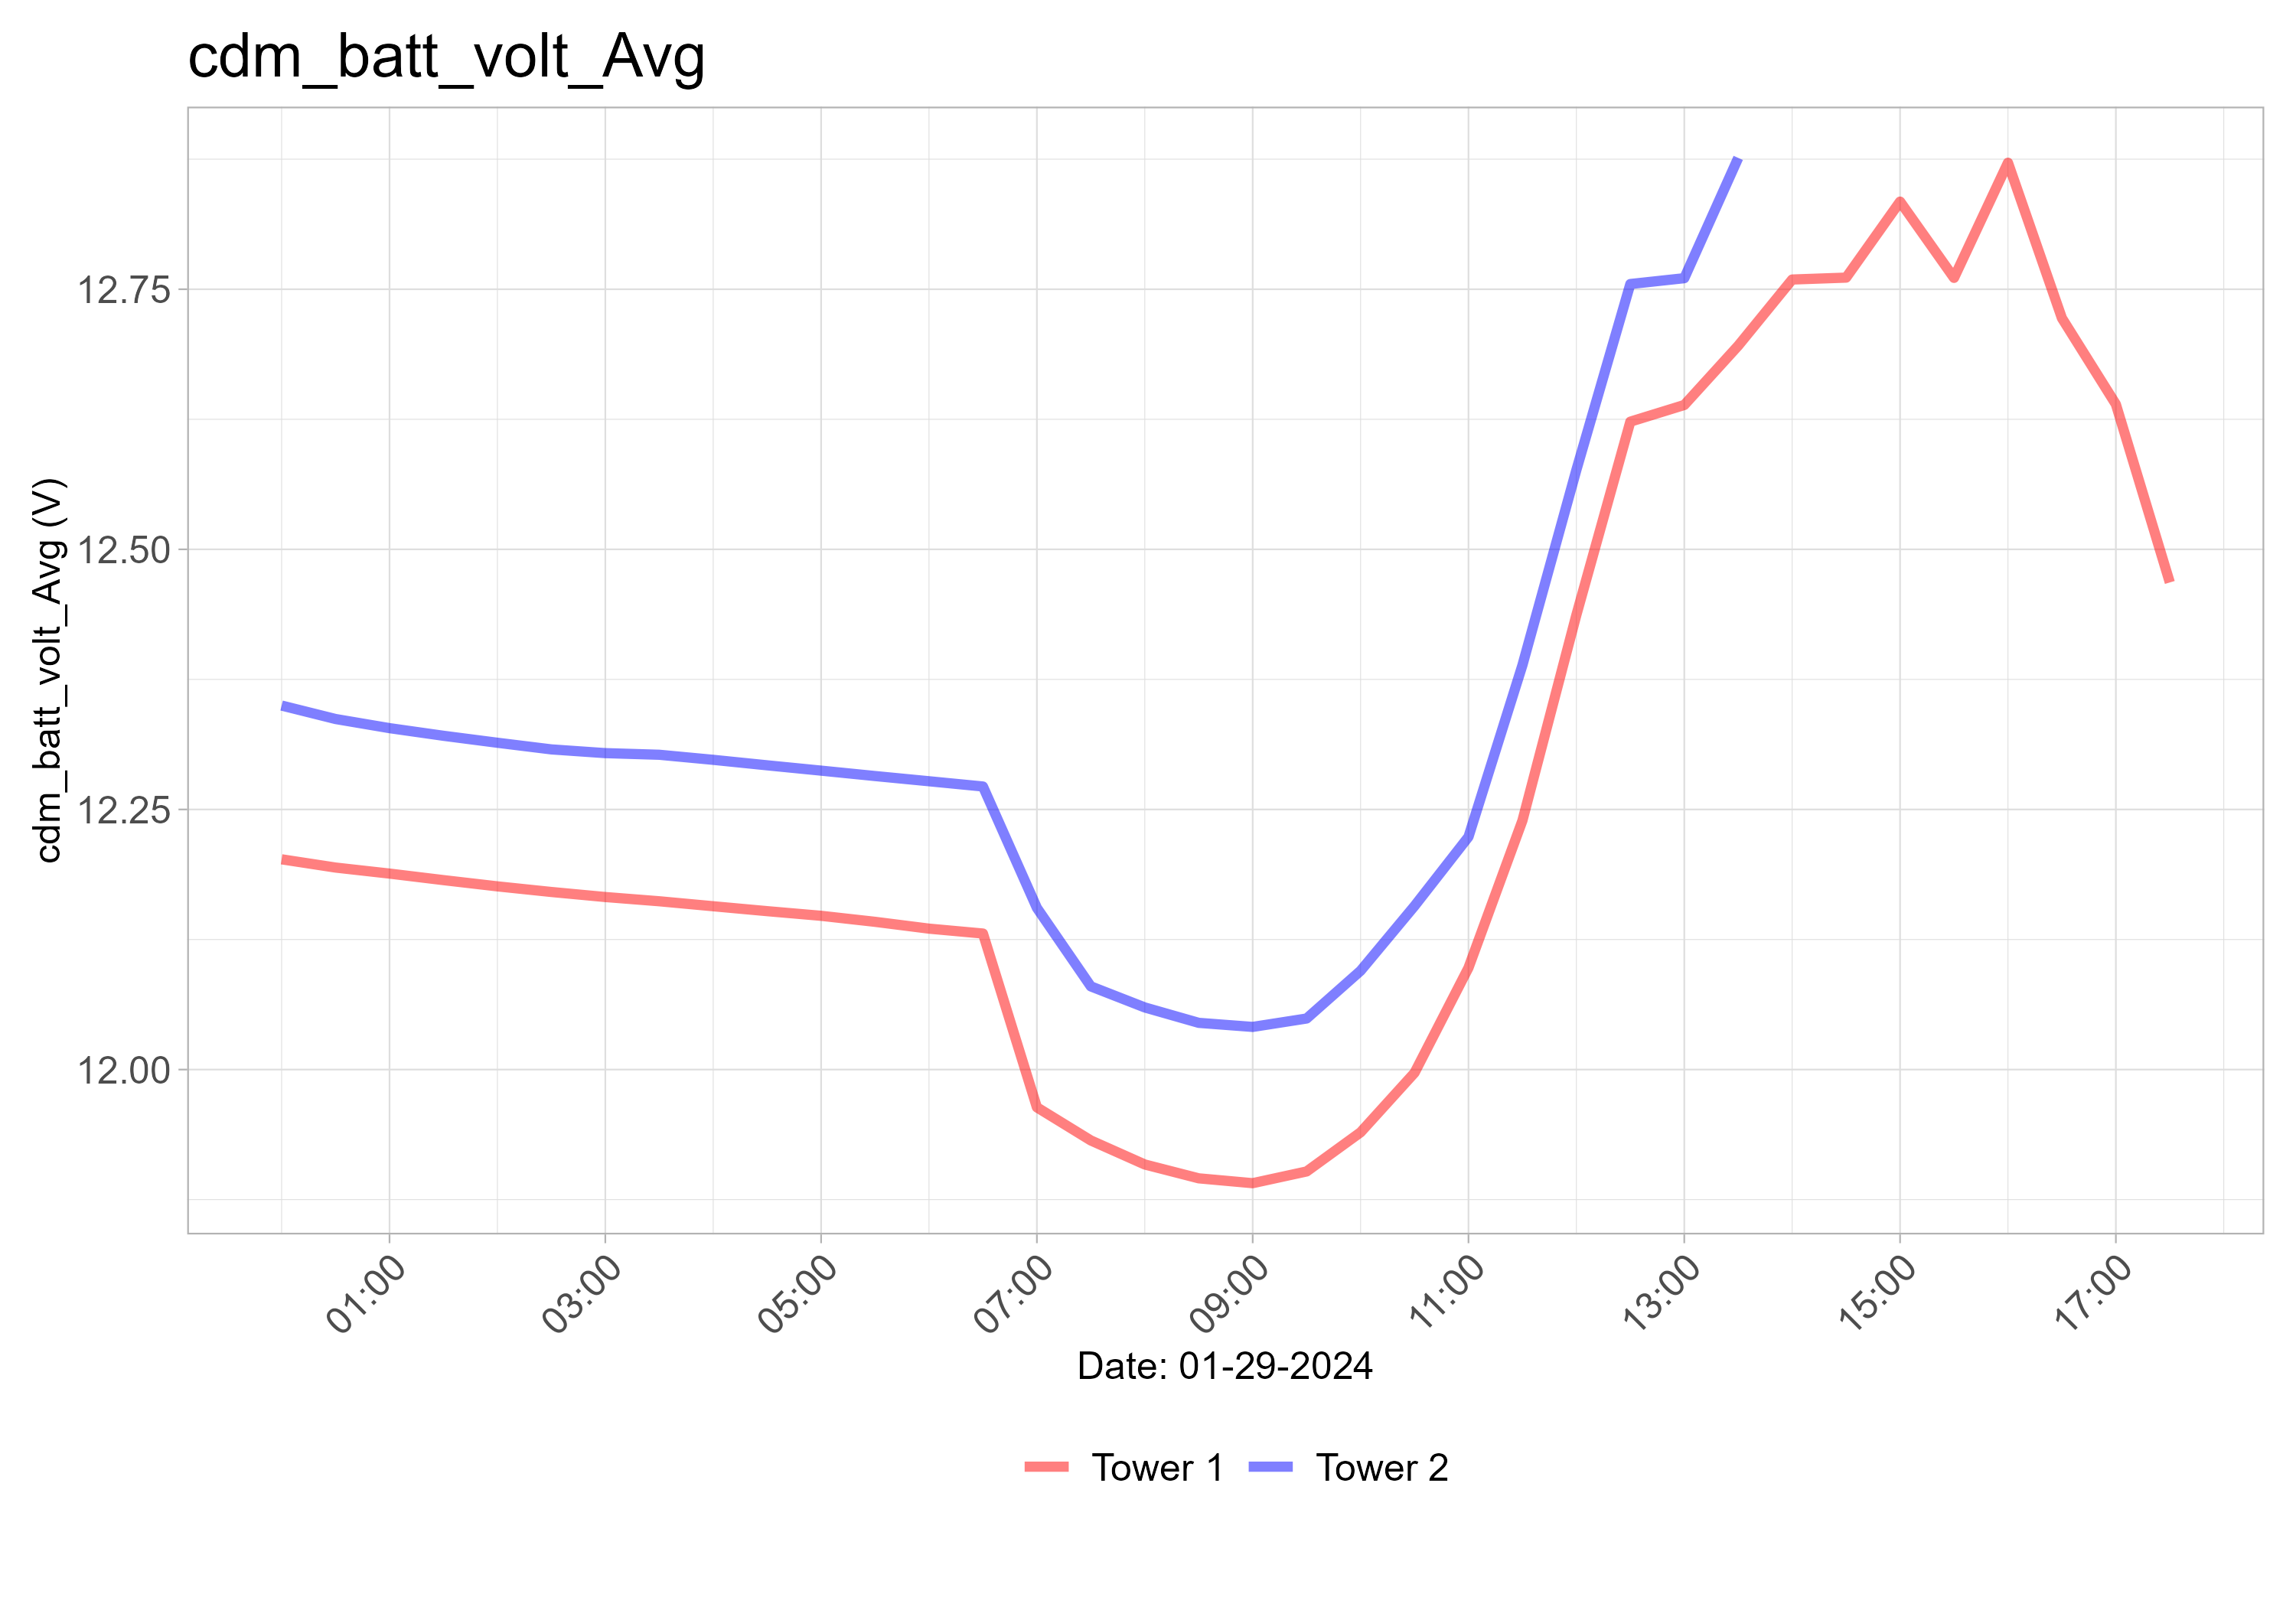 cdm_batt_volt_Avg
cdm_batt_volt_Avg (V)
12.75
12.50
12.25
12.00
01:00
03:00
05:00
07:00
09:00
11:00
13:00
15:00
17:00
Date: 01-29-2024
Tower 1
Tower 2